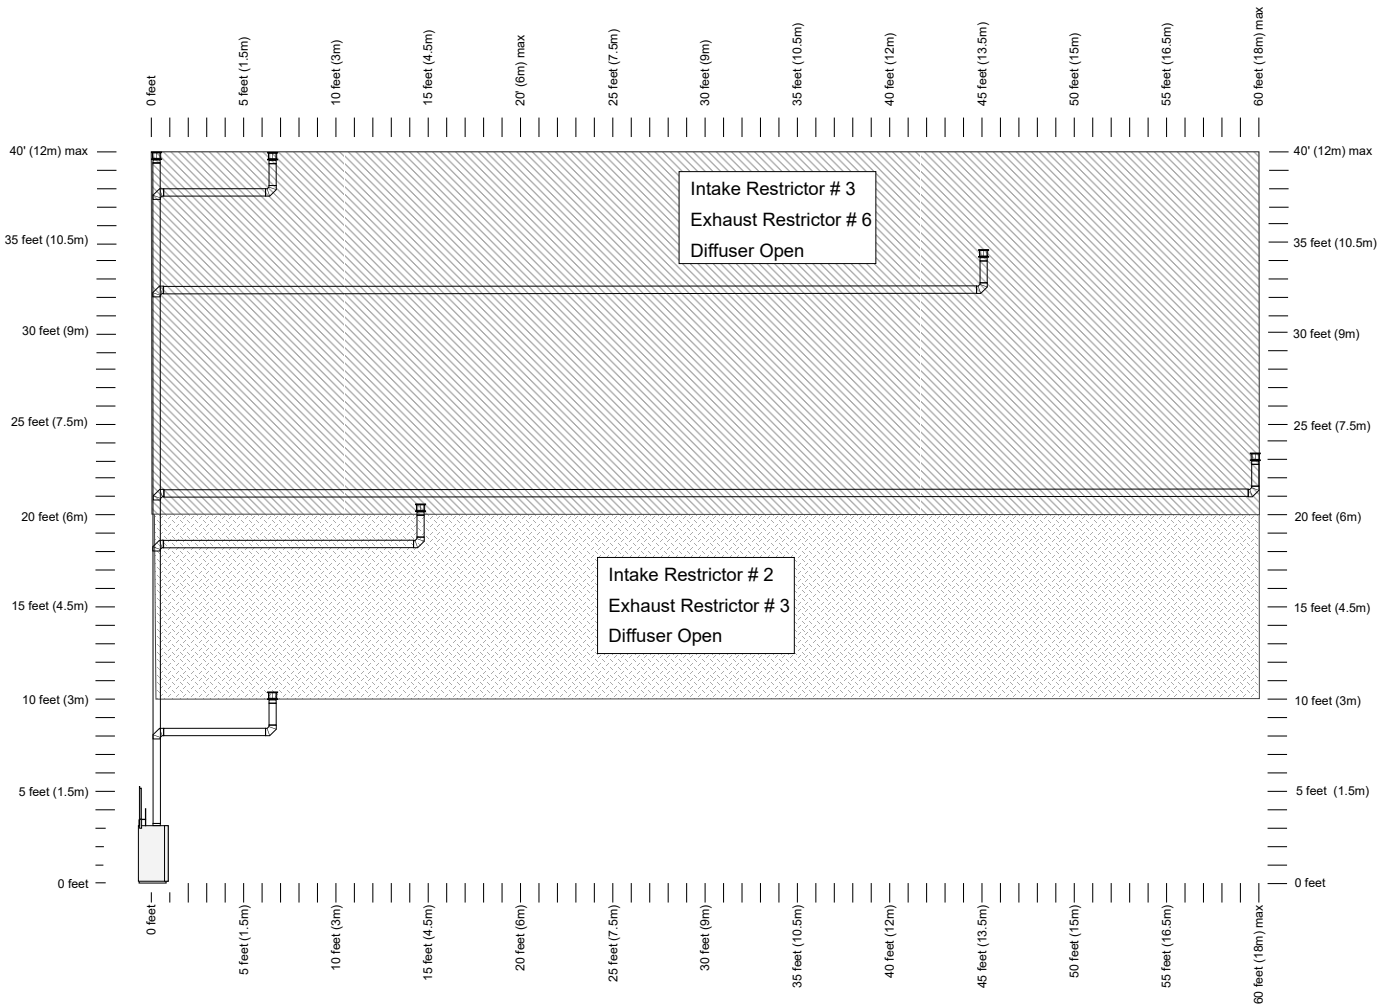 0 feet
5 feet (1.5m)
10 feet (3m)
15 feet (4.5m)
20' (6m) max
25 feet (7.5m)
30 feet (9m)
35 feet (10.5m)
40 feet (12m)
45 feet (13.5m)
50 feet (15m)
55 feet (16.5m)
60 feet (18m) max
40' (12m) max
35 feet (10.5m)
30 feet (9m)
25 feet (7.5m)
20 feet (6m)
15 feet (4.5m)
10 feet (3m)
5 feet (1.5m)
0 feet
Intake Restrictor # 3
Exhaust Restrictor # 6
Diffuser Open
Intake Restrictor # 2
Exhaust Restrictor # 3
Diffuser Open
40' (12m) max
35 feet (10.5m)
30 feet (9m)
25 feet (7.5m)
20 feet (6m)
15 feet (4.5m)
10 feet (3m)
5 feet (1.5m)
0 feet
0 feet
5 feet (1.5m)
10 feet (3m)
15 feet (4.5m)
20 feet (6m)
25 feet (7.5m)
30 feet (9m)
35 feet (10.5m)
40 feet (12m)
45 feet (13.5m)
50 feet (15m)
55 feet (16.5m)
60 feet (18m) max